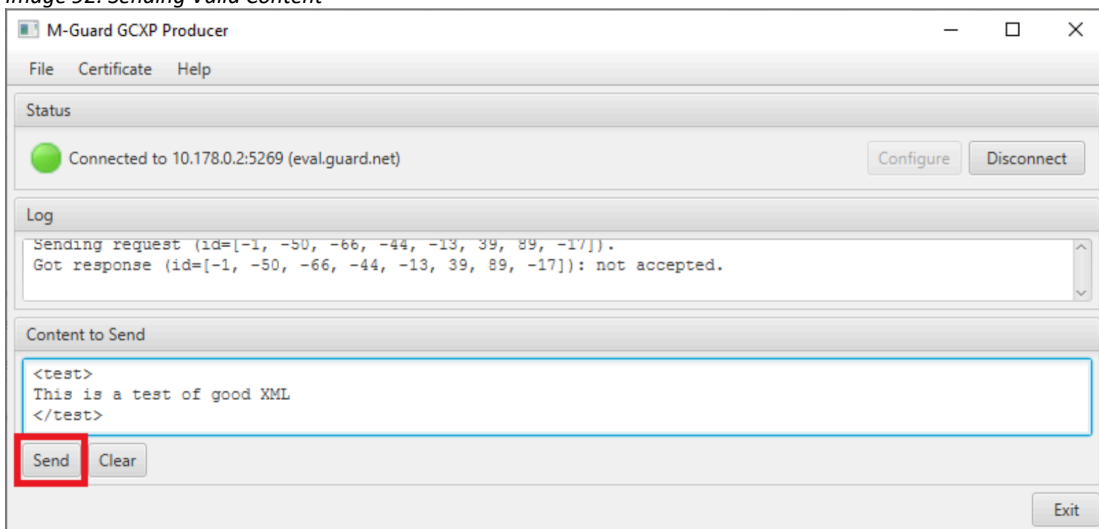 Image 92: Sending Valid Content
M-Guard GCXP Producer
File Certificate Help
Status
Connected to 10.178.0.2:5269 (eval.guard.net)
Configure Disconnect
Log
Sending request (id=[-1, -50, -66, -44, -13, 39, 89, -17]).
Got response (id=[-1, -50, -66, -44, -13, 39, 89, -17]): not accepted.
Content to Send
<test>
This is a test of good XML
</test>
Send Clear
Exit